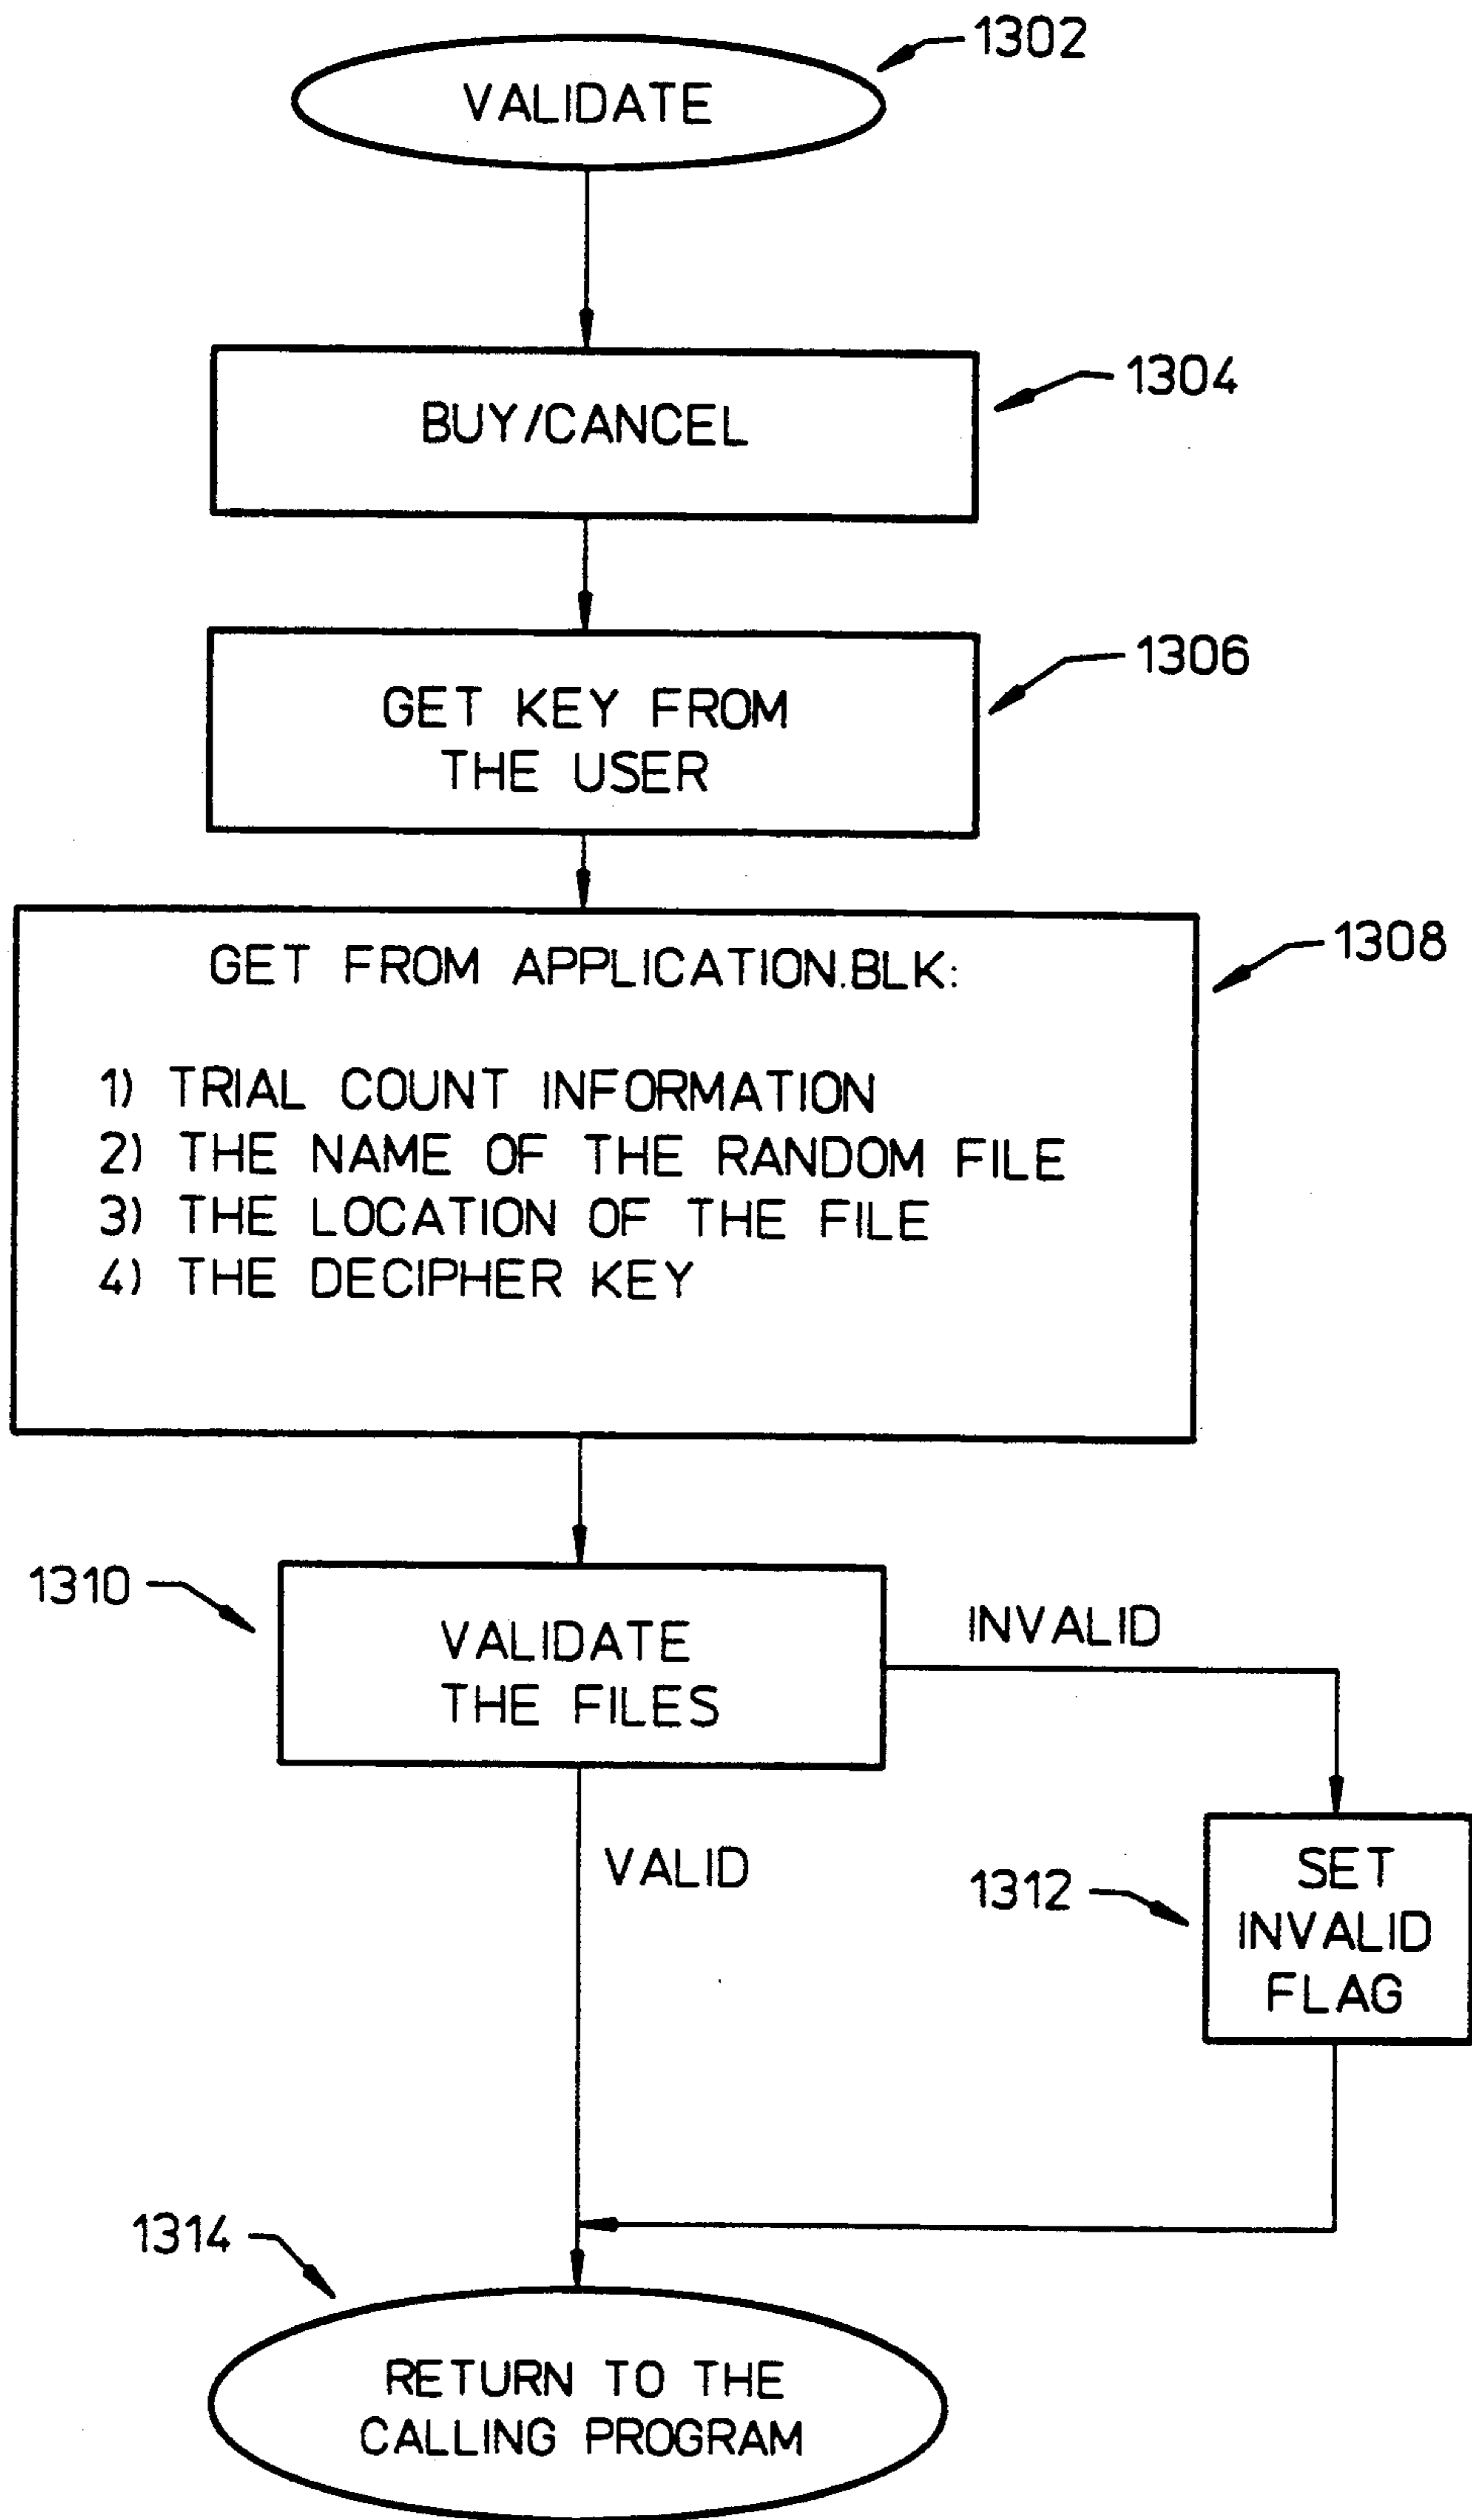 1302
VALIDATE
1304
BUY/CANCEL
1306
GET KEY FROM
THE USER
1308
GET FROM APPLICATION.BLK:
1) TRIAL COUNT INFORMATION
2) THE NAME OF THE RANDOM FILE
3) THE LOCATION OF THE FILE
4) THE DECIPHER KEY
1310
VALIDATE
THE FILES
INVALID
VALID
1312
SET
INVALID
FLAG
1314
RETURN TO THE
CALLING PROGRAM